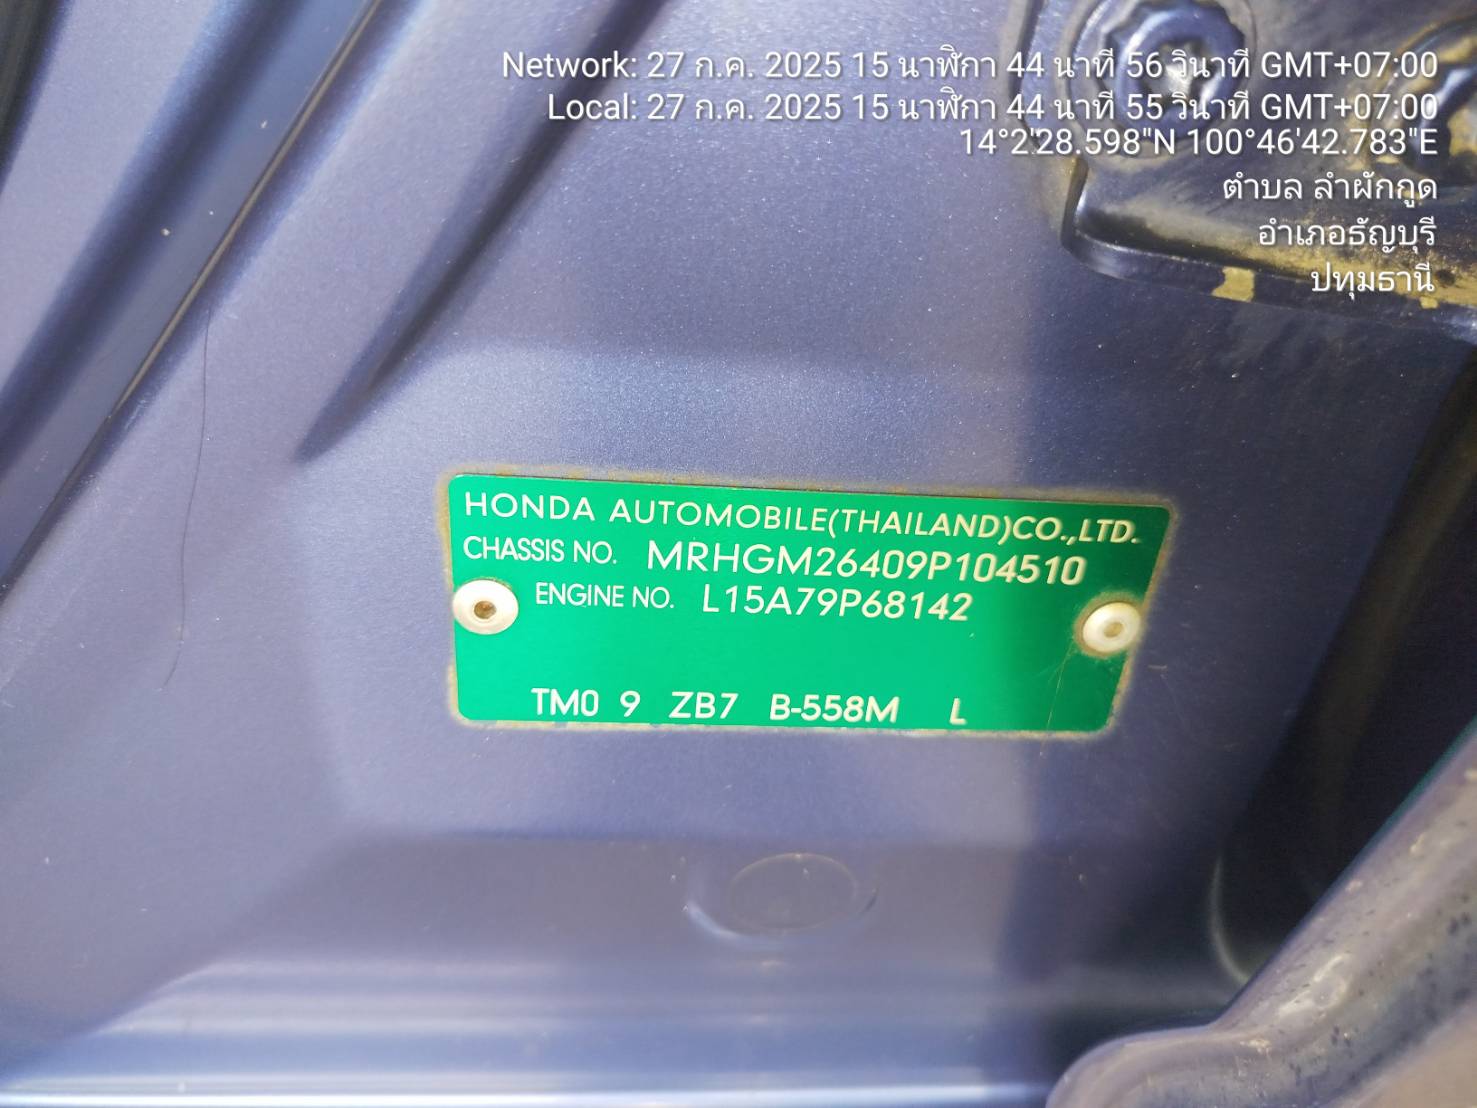 Network: 27 ก.ค. 2025 15 นาฬิกา 44 นาที 56 วินาที GMT+07:00
Local: 27 ก.ค. 2025 15 นาฬิกา 44 นาที 55 วินาที GMT+07:00
14°2'28.598"N 100°46'42.783"E
ตำบล ลำผักกูด
อำเภอธัญบุรี
ปทุมธานี
HONDA AUTOMOBILE(THAILAND)CO.,LTD.
CHASSIS NO. MRHGM26409P104510
ENGINE NO. L15A79P68142
TM0 9 ZB7 B-558M L